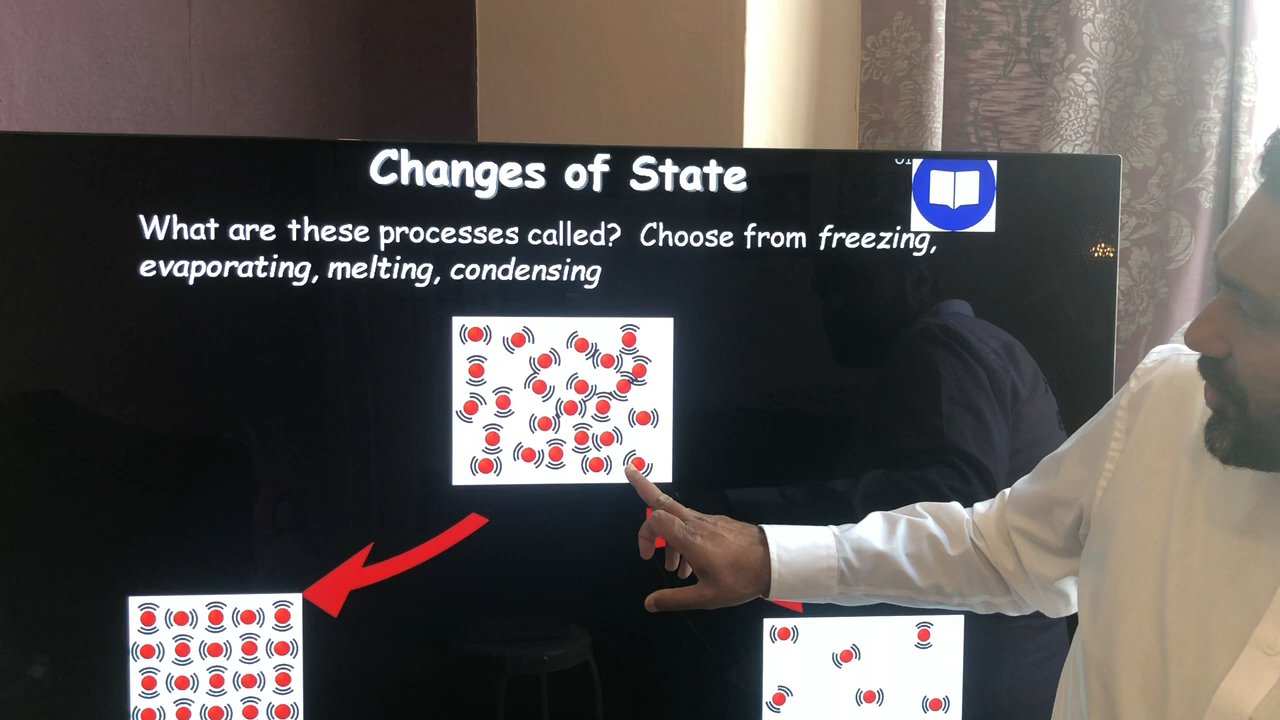 Changes of State
What are these processes called? Choose from freezing,
evaporating, melting, condensing